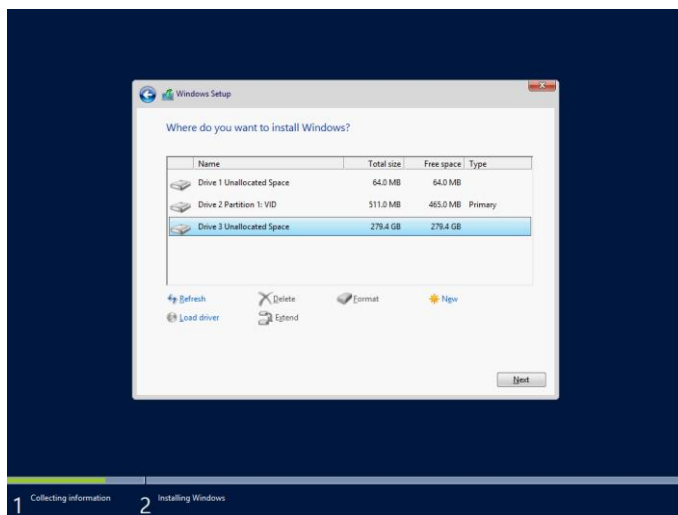 Windows Setup
Where do you want to install Windows?
Name Total size Free space Type
Drive 1 Unallocated Space 64.0 MB 64.0 MB
Drive 2 Partition 1: VID 511.0 MB 465.0 MB Primary
Drive 3 Unallocated Space 279.4 GB 279.4 GB
Refresh Delete Format New
Load driver Extend
Next
1 Collecting information 2 Installing Windows